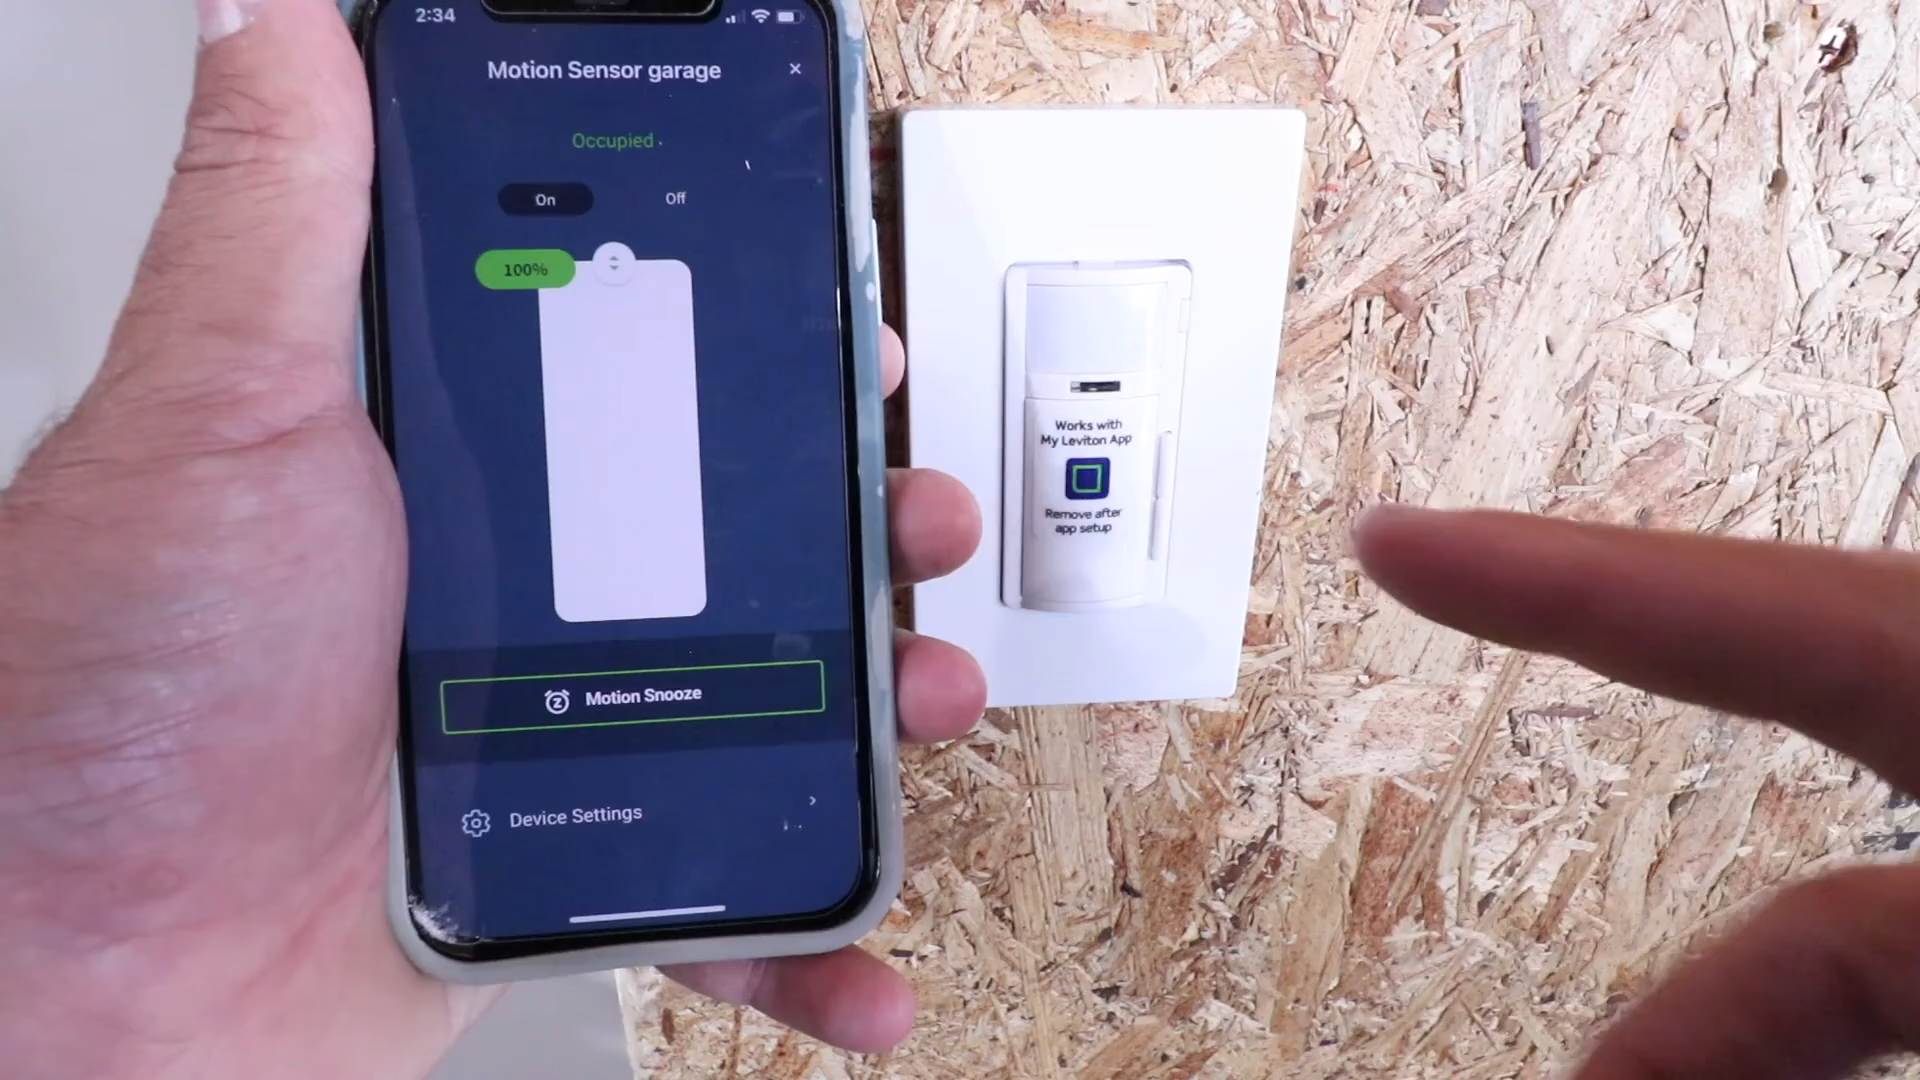 2:34
Motion Sensor garage
Occupied
On
Off
100%
Motion Snooze
Device Settings
Works with
My Leviton App
Remove after
app setup